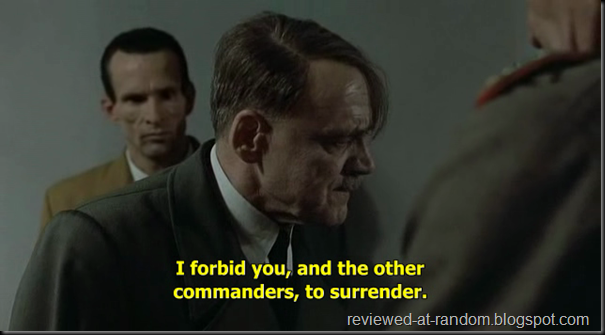 I forbid you, and the other
commanders, to surrender.
reviewed-at-random.blogspot.com